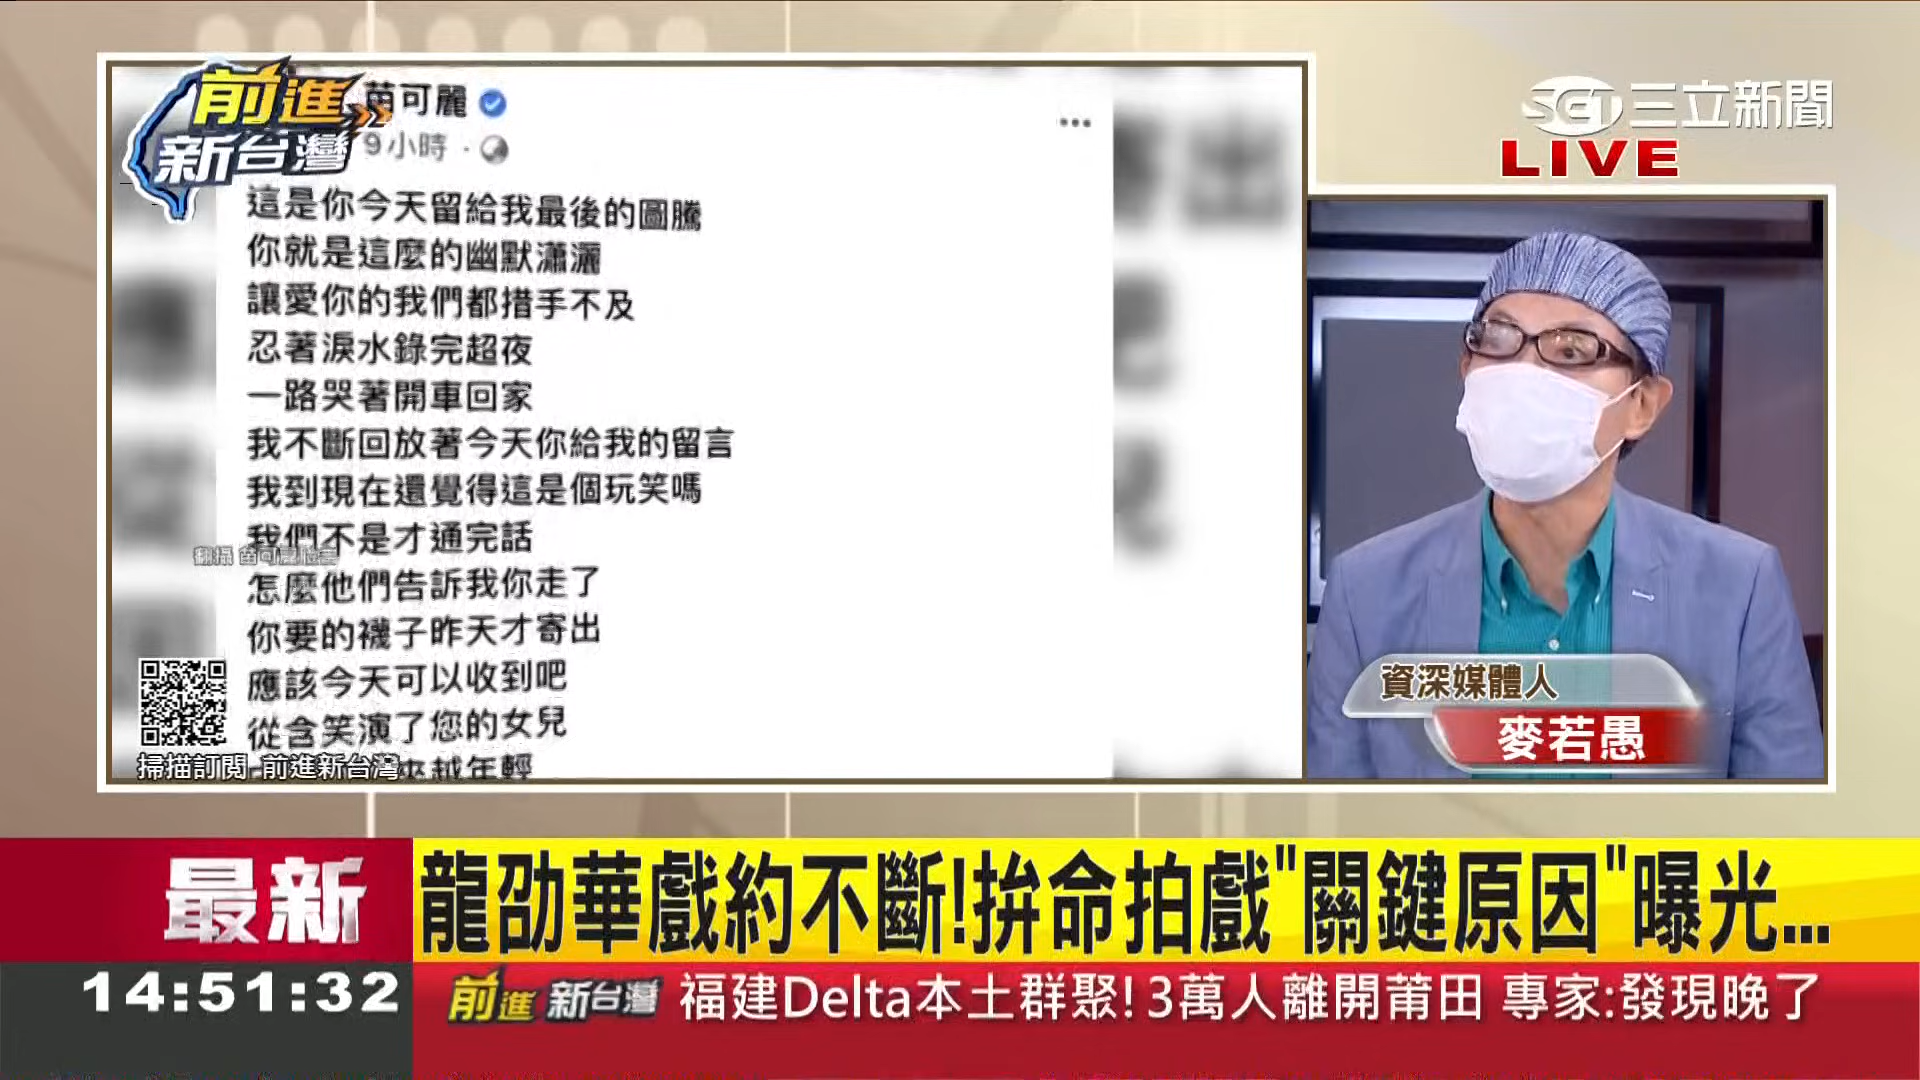 前進
新台灣
苗可麗
9小時
這是你今天留給我最後的圖騰
你就是這麼的幽默瀟灑
讓愛你的我們都措手不及
忍著淚水錄完超夜
一路哭著開車回家
我不斷回放著今天你給我的留言
我到現在還覺得這是個玩笑嗎
我們不是才通完話
怎麼他們告訴我你走了
你要的襪子昨天才寄出
應該今天可以收到吧
從含笑演了您的女兒
來越年輕
掃描訂閱 前進新台灣
SET三立新聞
LIVE
資深媒體人
麥若愚
最新
龍劭華戲約不斷!拚命拍戲"關鍵原因"曝光...
14:51:32
前進新台灣
福建Delta本土群聚!3萬人離開莆田 專家:發現晚了